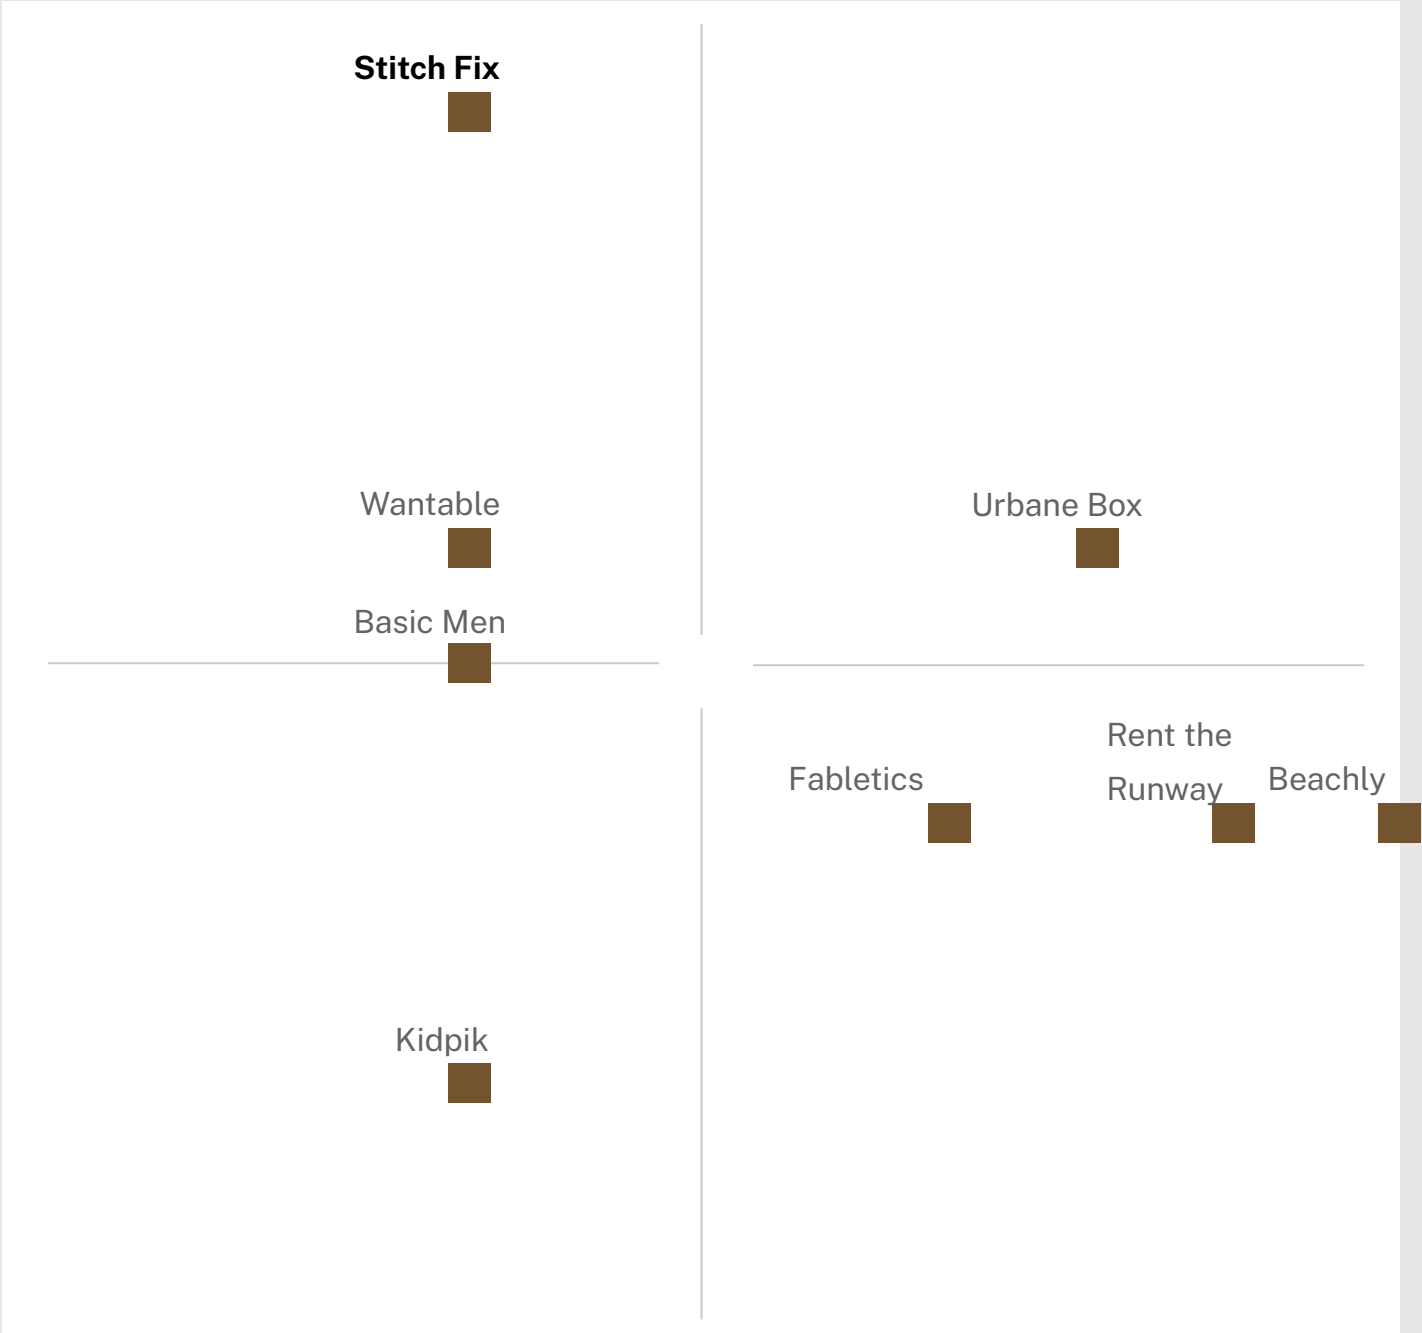 Stitch Fix
Wantable
Urbane Box
Basic Men
Rent the
Runway
Fabletics
Beachly
Kidpik